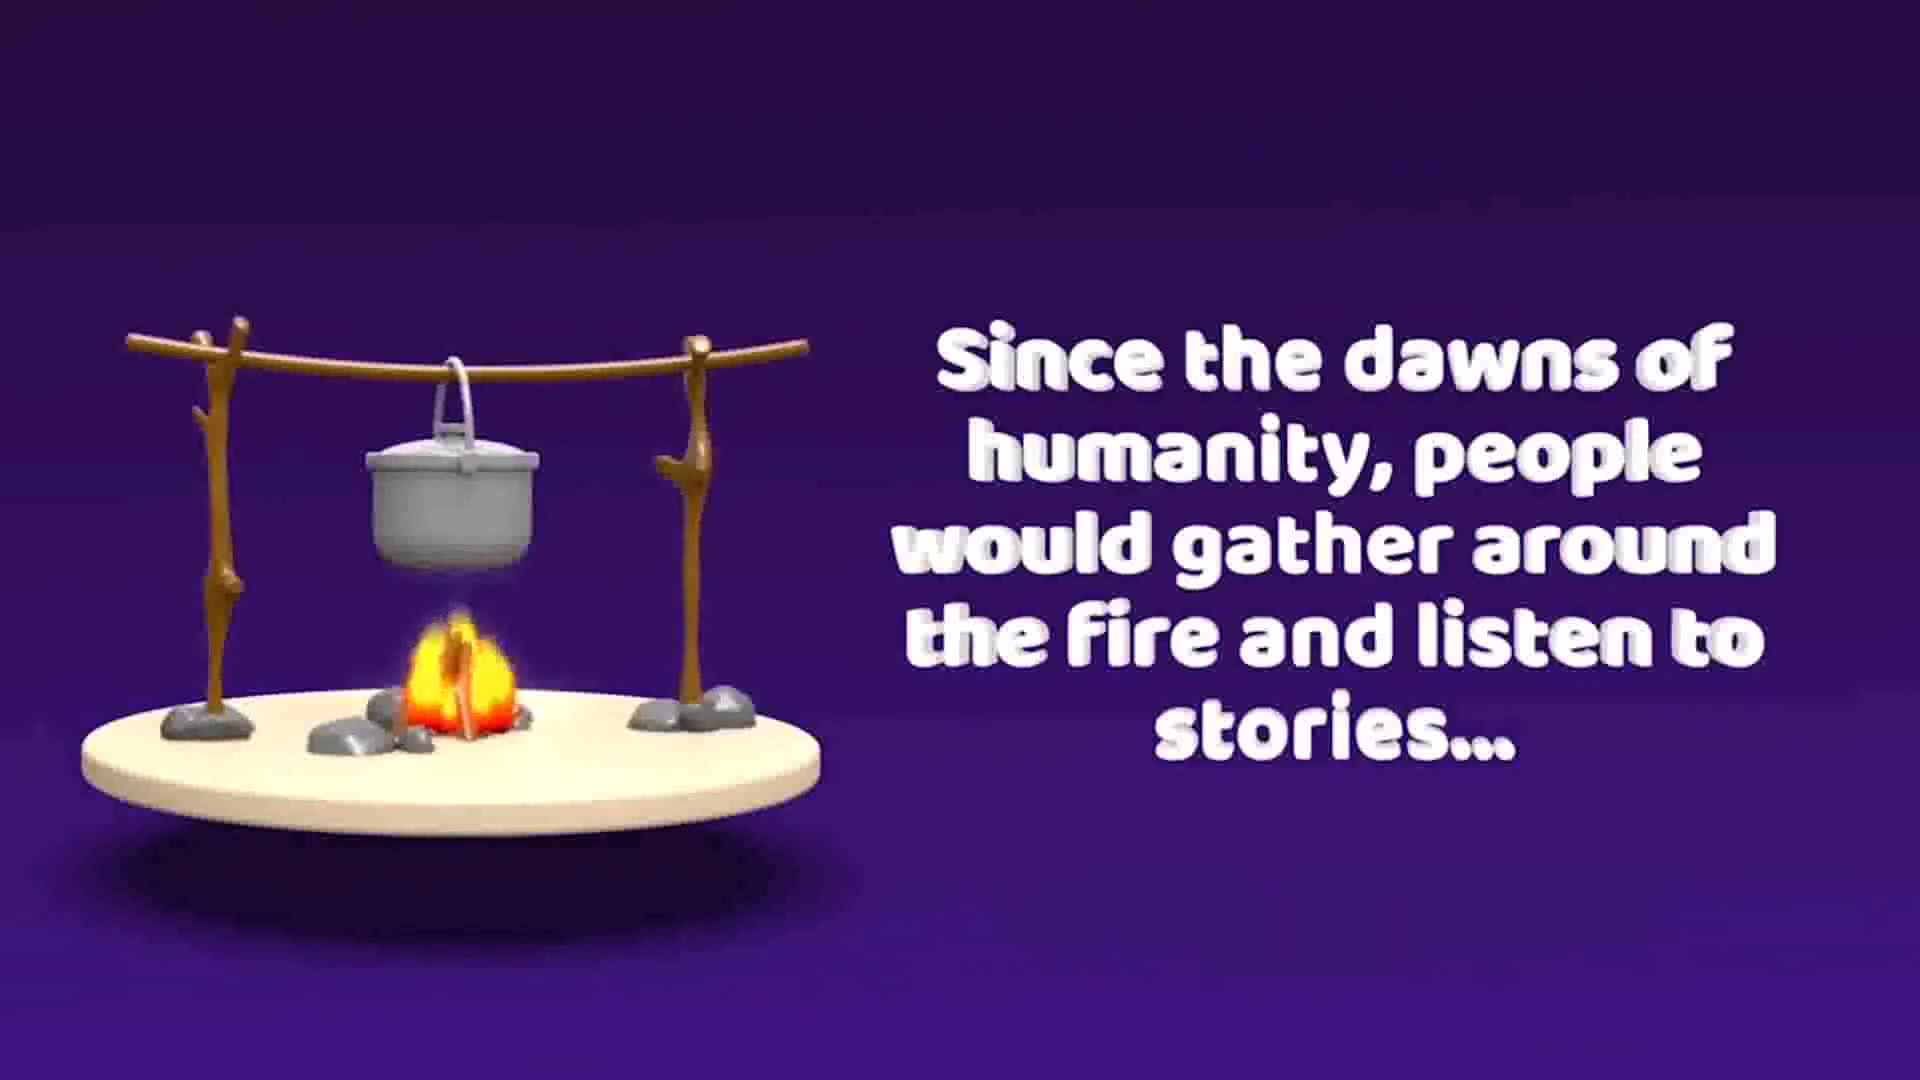 Since the dawns of
humanity, people
would gather around
the fire and listen to
stories...